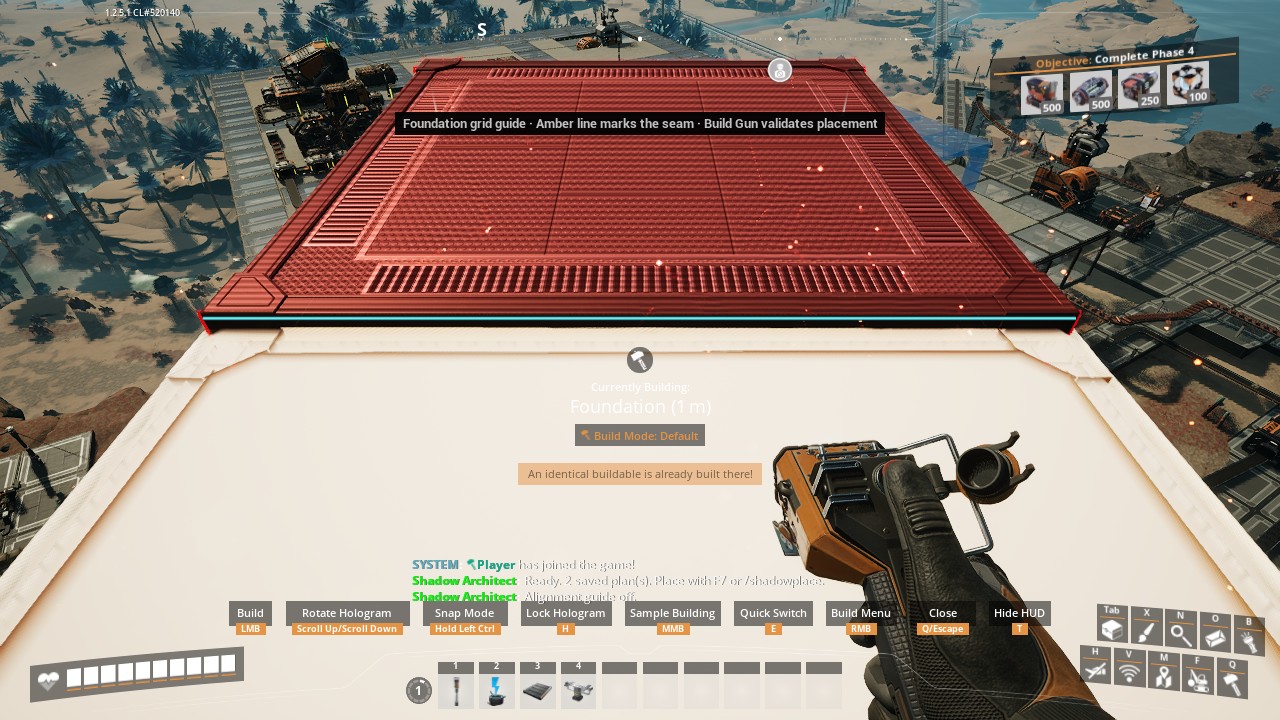 1.2.5.1 CL#520140
S
Objective: Complete Phase 4
500
500
250
100
Foundation grid guide · Amber line marks the seam · Build Gun validates placement
Currently Building:
Foundation (1 m)
Build Mode: Default
An identical buildable is already built there!
SYSTEM Player has joined the game!
Shadow Architect Ready. 2 saved plan(s). Place with F7 or /shadowplace.
Shadow Architect Alignment guide off.
Build
LMB
Rotate Hologram
Scroll Up/Scroll Down
Snap Mode
Hold Left Ctrl
Lock Hologram
H
Sample Building
MMB
Quick Switch
E
Build Menu
RMB
Close
Q/Escape
Hide HUD
T
Tab
X
N
O
B
H
V
M
F
Q
1
1
2
3
4